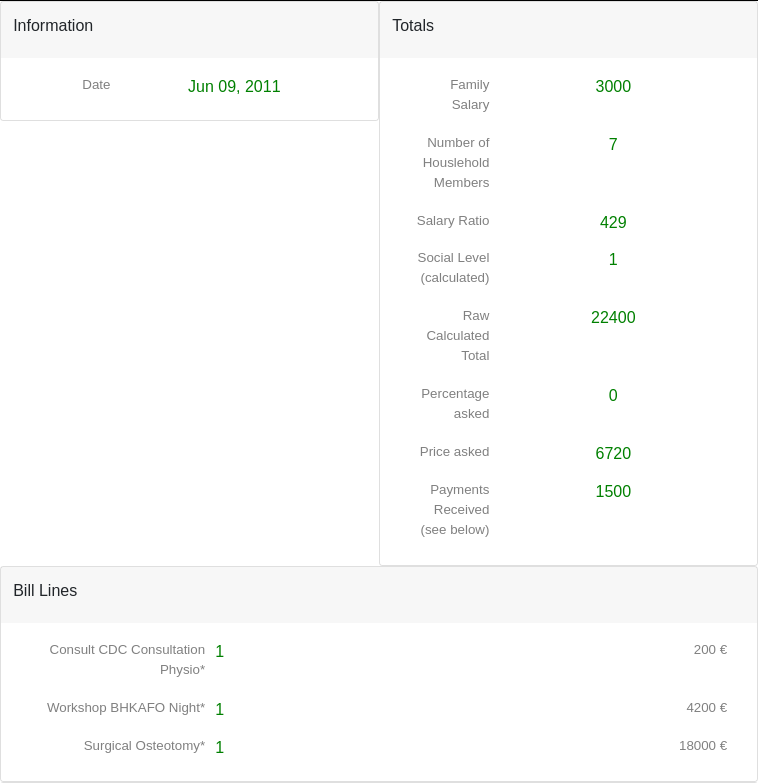 Information
Date Jun 09, 2011
Totals
Family 3000
Salary
Number of 7
Houslehold
Members
Salary Ratio 429
Social Level 1
(calculated)
Raw 22400
Calculated
Total
Percentage 0
asked
Price asked 6720
Payments 1500
Received
(see below)
Bill Lines
Consult CDC Consultation 1 200 €
Physio*
Workshop BHKAFO Night* 1 4200 €
Surgical Osteotomy* 1 18000 €